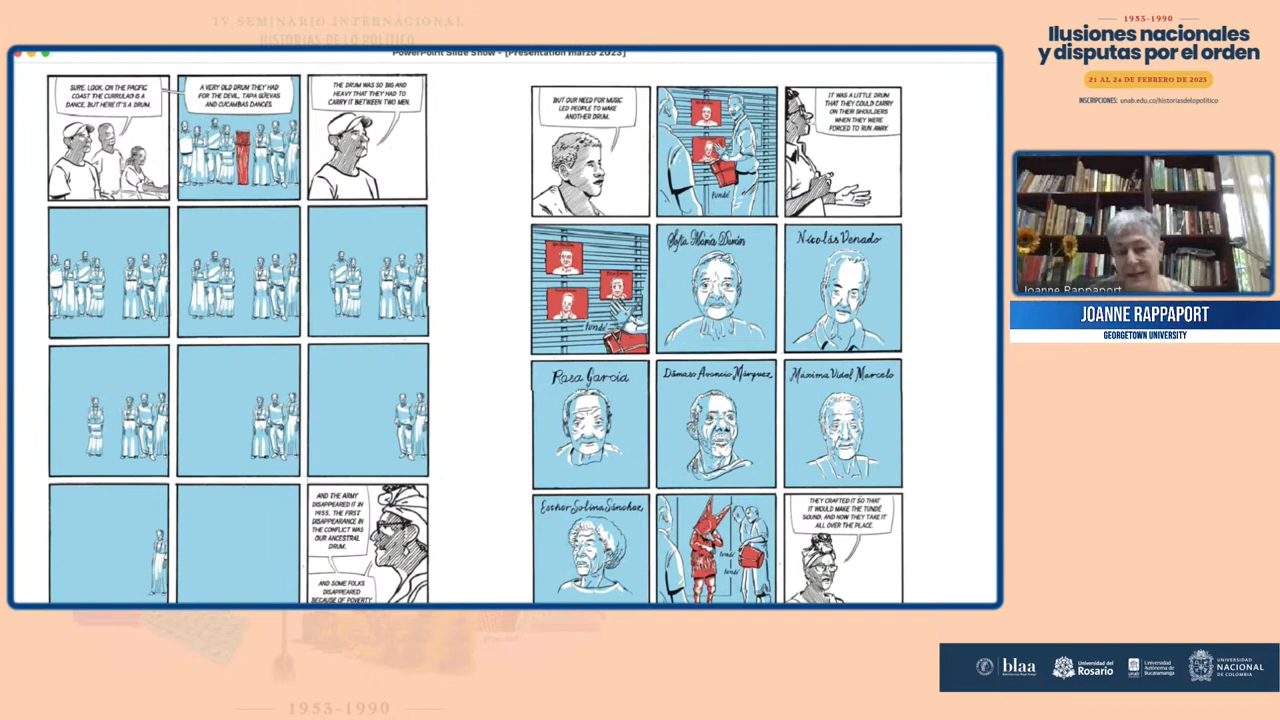 IV SEMINARIO INTERNACIONAL
HISTORIAS DE LO POLÍTICO
PowerPoint Slide Show - [Presentation marzo 2023]
SURE. LOOK, ON THE PACIFIC
COAST THE CURRULAO IS A
DANCE, BUT HERE IT'S A DRUM.
A VERY OLD DRUM THEY HAD
FOR THE DEVIL, TAPA GÜEVAS
AND CUCAMBAS DANCES.
THE DRUM WAS SO BIG AND
HEAVY THAT THEY HAD TO
CARRY IT BETWEEN TWO MEN.
AND THE ARMY
DISAPPEARED IT IN
1955. THE FIRST
DISAPPEARANCE IN
THE CONFLICT WAS
OUR ANCESTRAL
DRUM.
AND SOME FOLKS
DISAPPEARED
BECAUSE OF POVERTY
BUT OUR NEED FOR MUSIC
LED PEOPLE TO MAKE
ANOTHER DRUM.
tundé
IT WAS A LITTLE DRUM
THAT THEY COULD CARRY
ON THEIR SHOULDERS
WHEN THEY WERE
FORCED TO RUN AWAY.
tundé
Sofía María Durán
Nicolás Venado
Rosa García
Dámaso Asencio Márquez
Máxima Vidal Marcelo
Esther Solina Sánchez
tundé
tundé
THEY CRAFTED IT SO THAT
IT WOULD MAKE THE TUNDÉ
SOUND, AND NOW THEY TAKE IT
ALL OVER THE PLACE.
1953-1990
Ilusiones nacionales
y disputas por el orden
21 AL 24 DE FEBRERO DE 2023
INSCRIPCIONES: unab.edu.co/historiasdelopolitico
Joanne Rappaport
JOANNE RAPPAPORT
GEORGETOWN UNIVERSITY
1953-1990
blaa
Universidad del
Rosario
unab
Universidad
Autónoma de
Bucaramanga
UNIVERSIDAD
NACIONAL
DE COLOMBIA